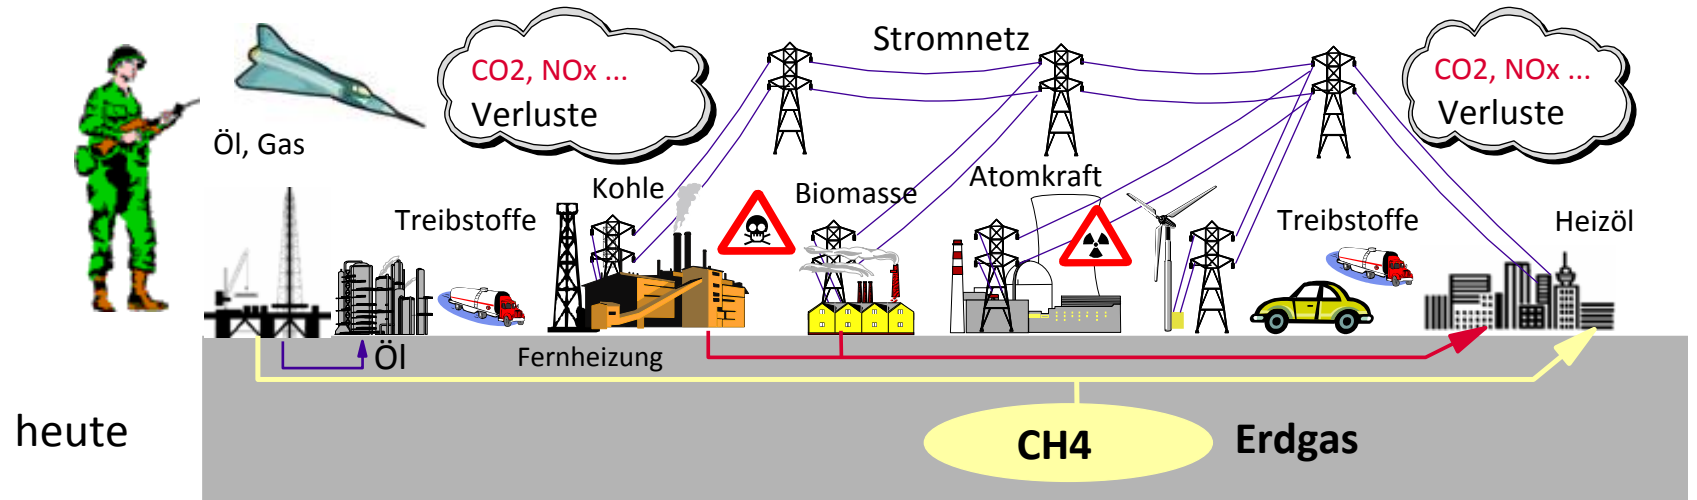 Stromnetz
CO2, NOx ...
Verluste
CO2, NOx ...
Verluste
Öl, Gas
Kohle
Biomasse
Atomkraft
Treibstoffe
Treibstoffe
Heizöl
Öl
Fernheizung
heute
CH4
Erdgas